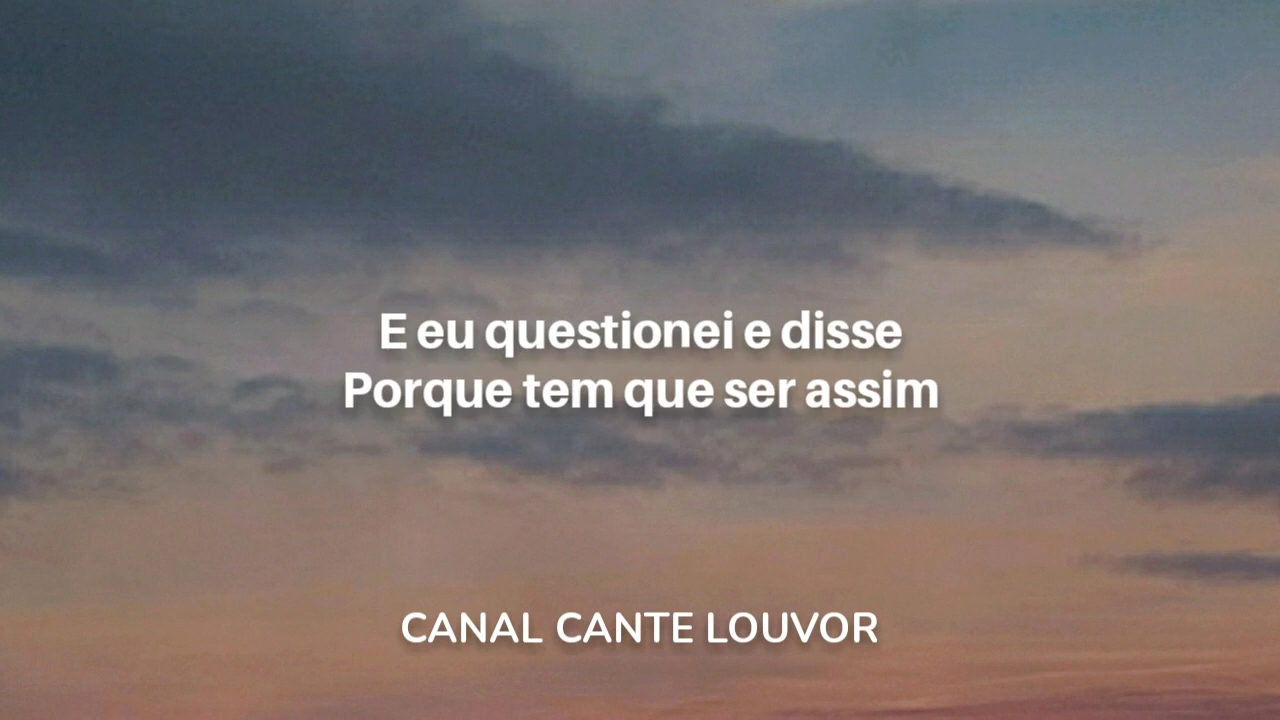 E eu questionei e disse
Porque tem que ser assim
CANAL CANTE LOUVOR